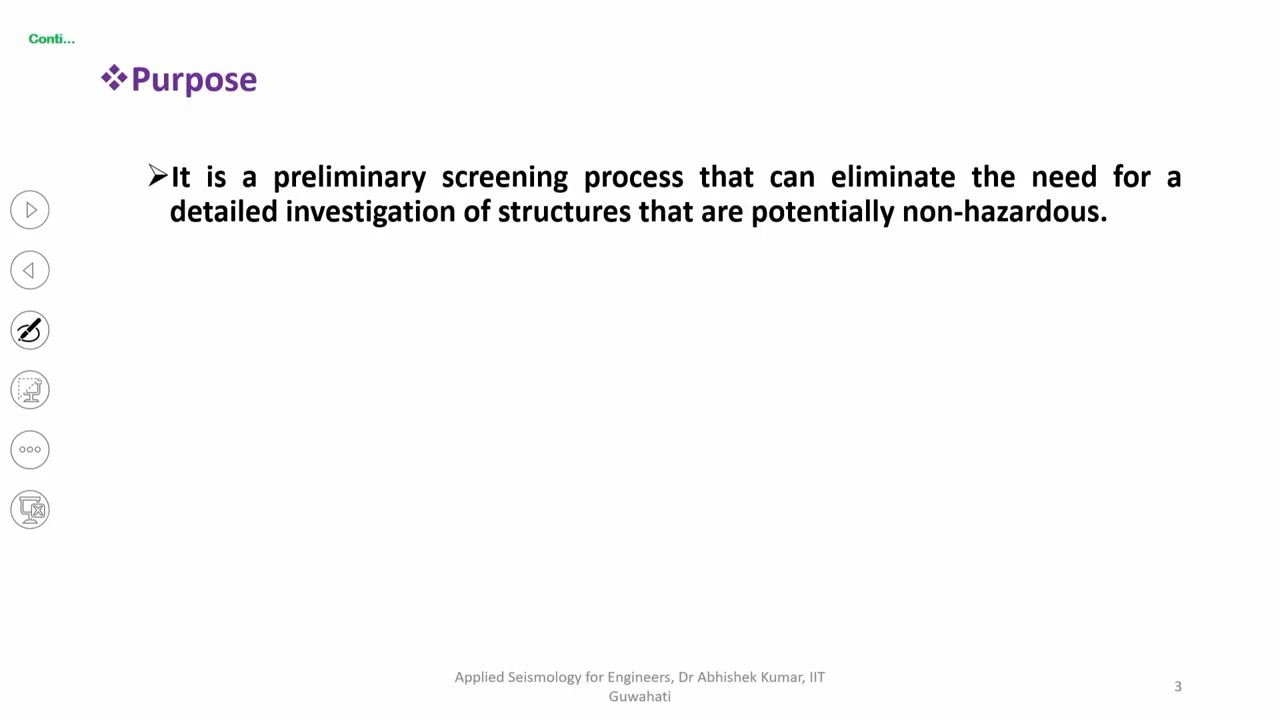 Conti...
❖Purpose
➢It is a preliminary screening process that can eliminate the need for a
detailed investigation of structures that are potentially non-hazardous.
Applied Seismology for Engineers, Dr Abhishek Kumar, IIT
Guwahati
3